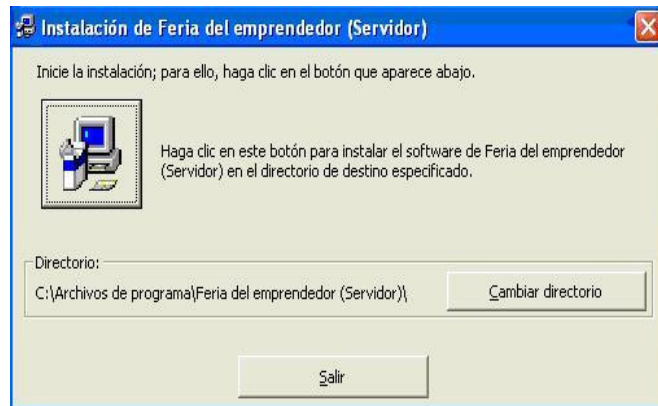 Instalación de Feria del emprendedor (Servidor)
Inicie la instalación; para ello, haga clic en el botón que aparece abajo.
Haga clic en este botón para instalar el software de Feria del emprendedor
(Servidor) en el directorio de destino especificado.
Directorio:
C:\Archivos de programa\Feria del emprendedor (Servidor)\
Cambiar directorio
Salir